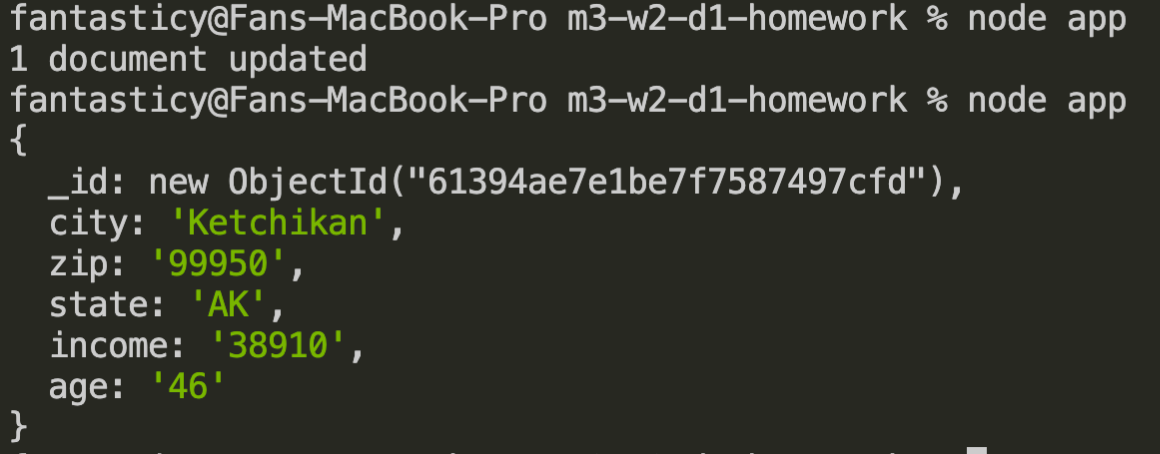 fantasticy@Fans-MacBook-Pro m3-w2-d1-homework % node app
1 document updated
fantasticy@Fans-MacBook-Pro m3-w2-d1-homework % node app
{
  _id: new ObjectId("61394ae7e1be7f7587497cfd"),
  city: 'Ketchikan',
  zip: '99950',
  state: 'AK',
  income: '38910',
  age: '46'
}